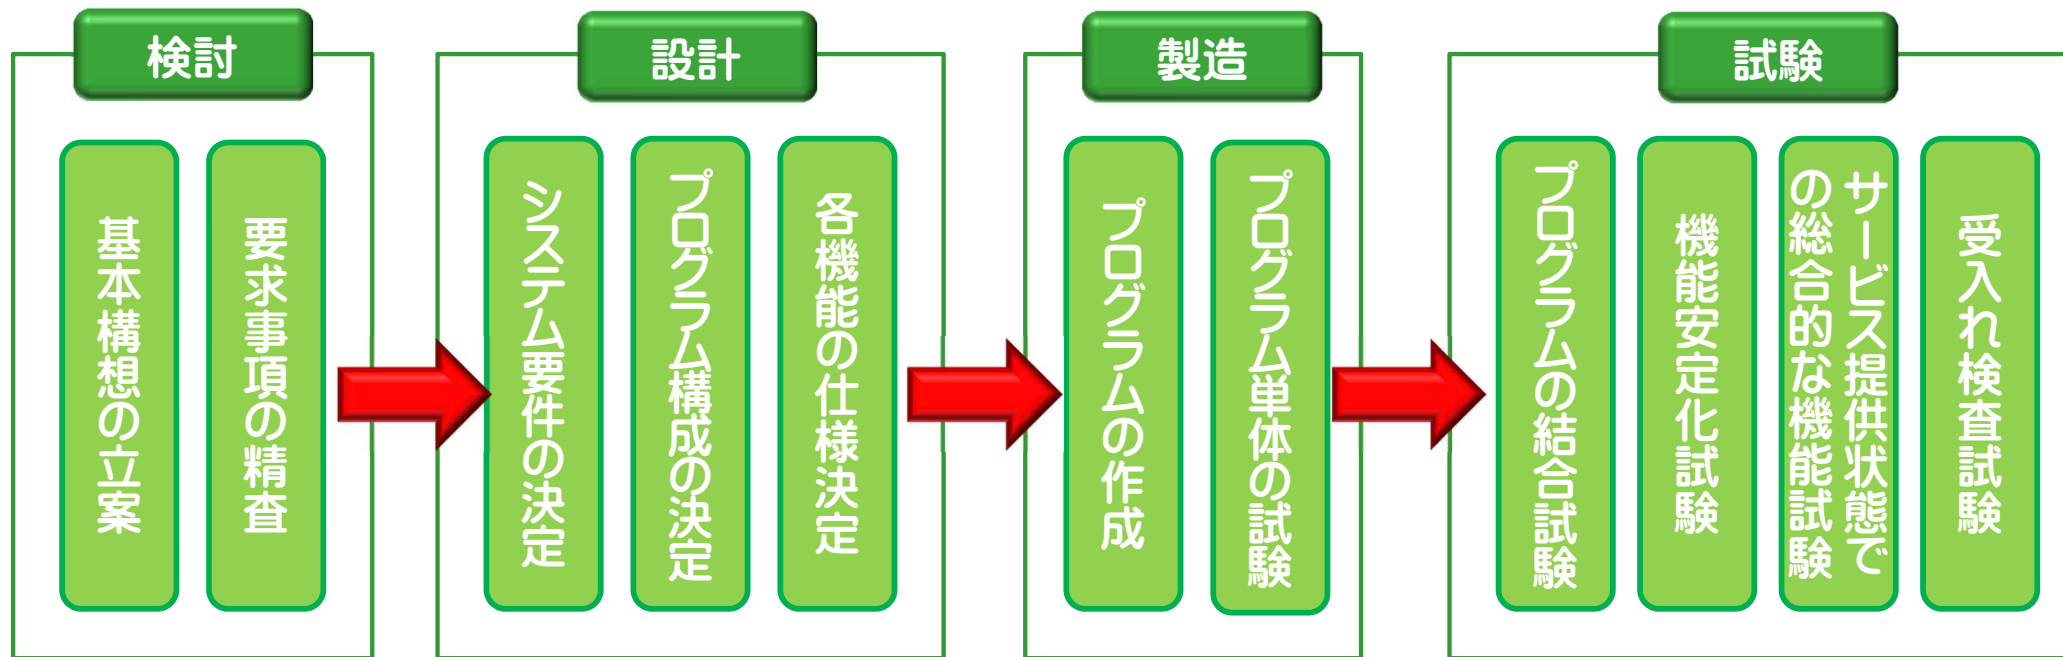 検討
基本構想の立案
要求事項の精査
設計
システム要件の決定
プログラム構成の決定
各機能の仕様決定
製造
プログラムの作成
プログラム単体の試験
試験
プログラムの結合試験
機能安定化試験
サービス提供状態で
の総合的な機能試験
受入れ検査試験